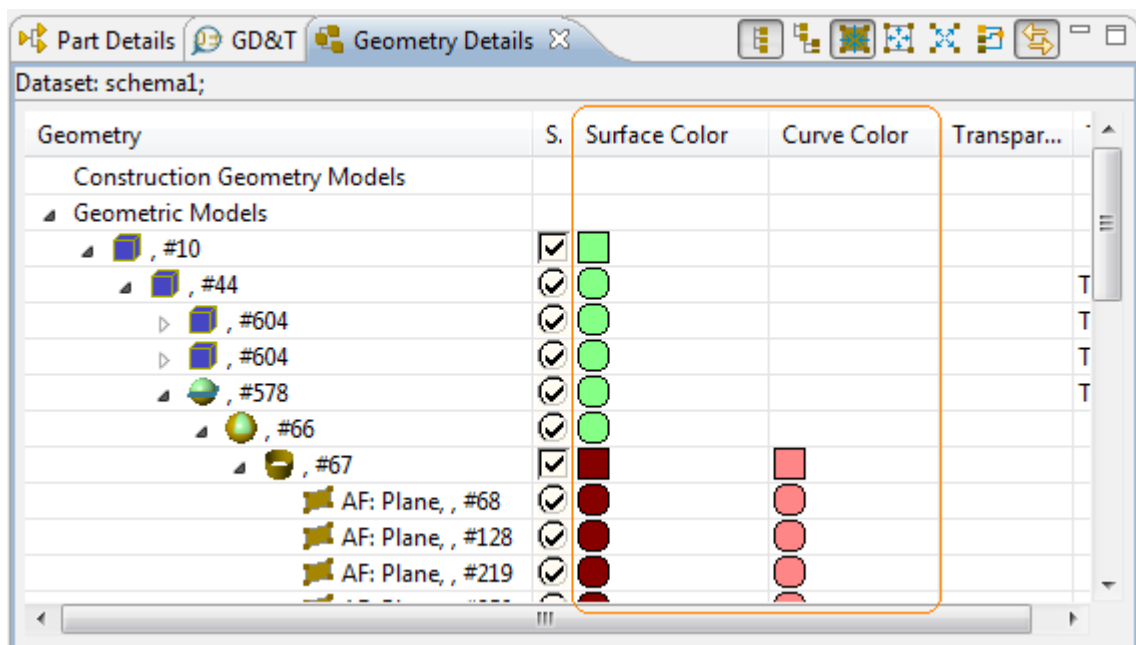 Part Details GD&T Geometry Details
Dataset: schema1;
Geometry S. Surface Color Curve Color Transpar...
Construction Geometry Models
Geometric Models
, #10
, #44 T
, #604 T
, #604 T
, #578 T
, #66
, #67
AF: Plane, , #68
AF: Plane, , #128
AF: Plane, , #219